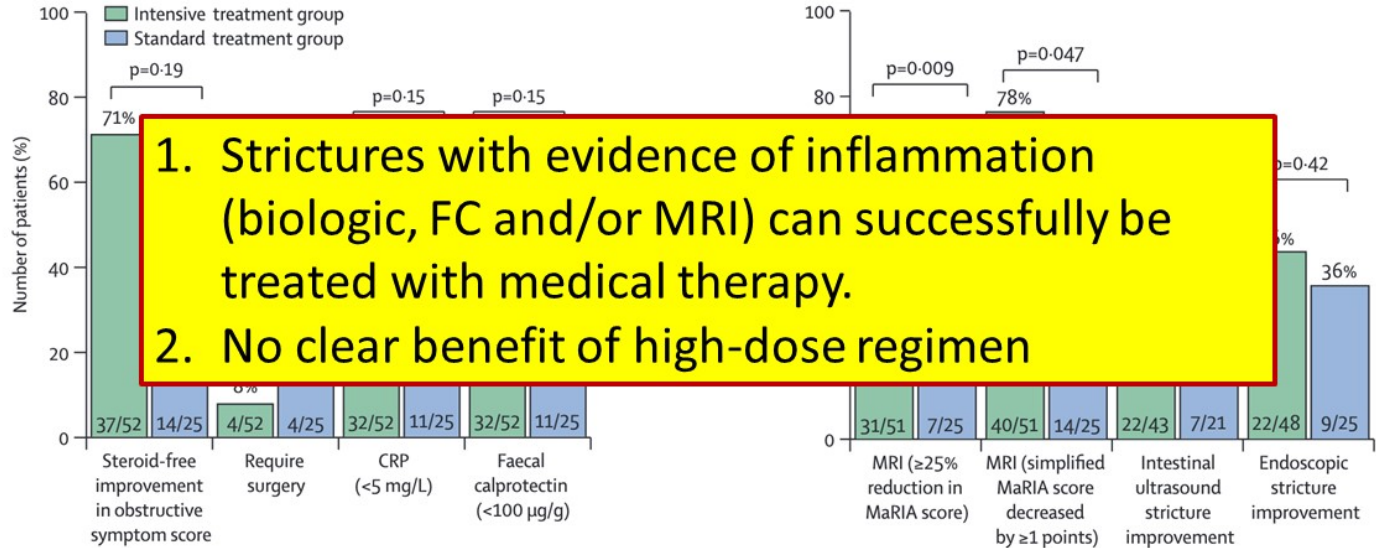 100
Intensive treatment group
Standard treatment group
p=0·19
80
71%
p=0·15
p=0·15
60
40
20
0
Number of patients (%)
8%
37/52 14/25 4/52 4/25 32/52 11/25 32/52 11/25
Steroid-free
improvement
in obstructive
symptom score
Require
surgery
CRP
(<5 mg/L)
Faecal
calprotectin
(<100 µg/g)
1. Strictures with evidence of inflammation
(biologic, FC and/or MRI) can successfully be
treated with medical therapy.
2. No clear benefit of high-dose regimen
100
p=0·009
p=0·047
80
78%
=0·42
36%
0
31/51 7/25 40/51 14/25 22/43 7/21 22/48 9/25
MRI (≥25%
reduction in
MaRIA score)
MRI (simplified
MaRIA score
decreased
by ≥1 points)
Intestinal
ultrasound
stricture
improvement
Endoscopic
stricture
improvement